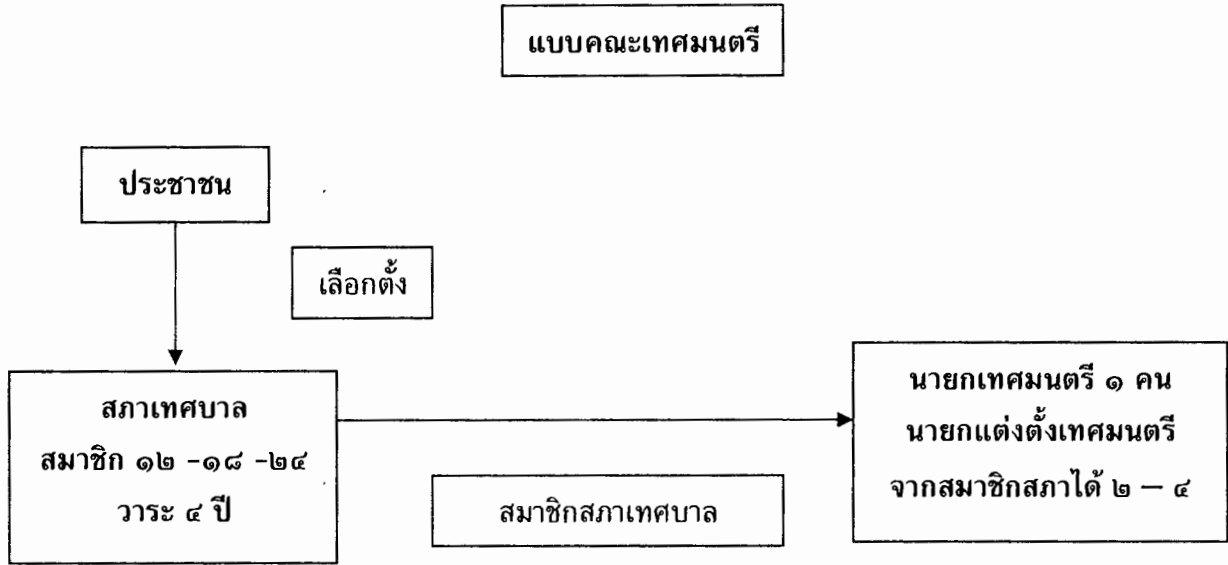 แบบคณะเทศมนตรี
ประชาชน
เลือกตั้ง
สภาเทศบาล
สมาชิก ๑๒ -๑๘ -๒๔
วาระ ๔ ปี
สมาชิกสภาเทศบาล
นายกเทศมนตรี ๑ คน
นายกแต่งตั้งเทศมนตรี
จากสมาชิกสภาได้ ๒ – ๔